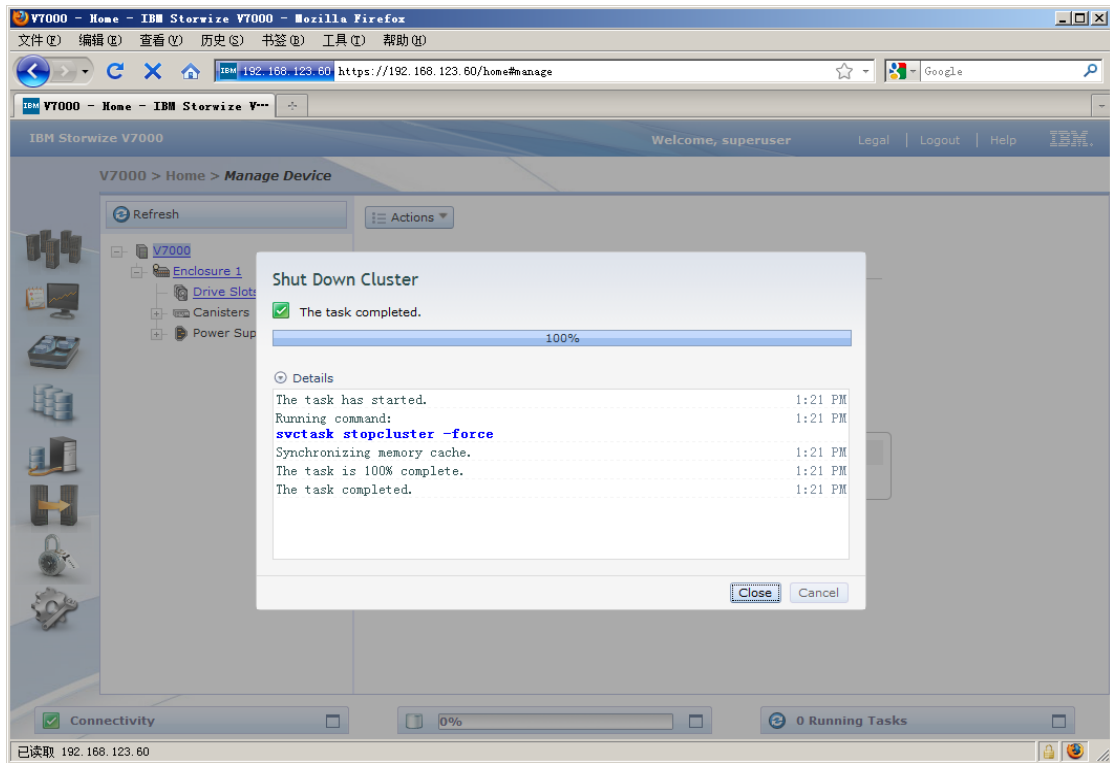 V7000 - Home - IBM Storwize V7000 - Mozilla Firefox
文件(F) 编辑(E) 查看(V) 历史(S) 书签(B) 工具(T) 帮助(H)
IBM 192.168.123.60 https://192.168.123.60/home#manage Google
IBM V7000 - Home - IBM Storwize V…
IBM Storwize V7000 Welcome, superuser Legal | Logout | Help IBM.
V7000 > Home > Manage Device
Refresh Actions
V7000
Enclosure 1
Drive Slots
Canisters
Power Sup
Shut Down Cluster
The task completed.
100%
Details
The task has started. 1:21 PM
Running command: 1:21 PM
svctask stopcluster -force
Synchronizing memory cache. 1:21 PM
The task is 100% complete. 1:21 PM
The task completed. 1:21 PM
Close Cancel
Connectivity 0% 0 Running Tasks
已读取 192.168.123.60